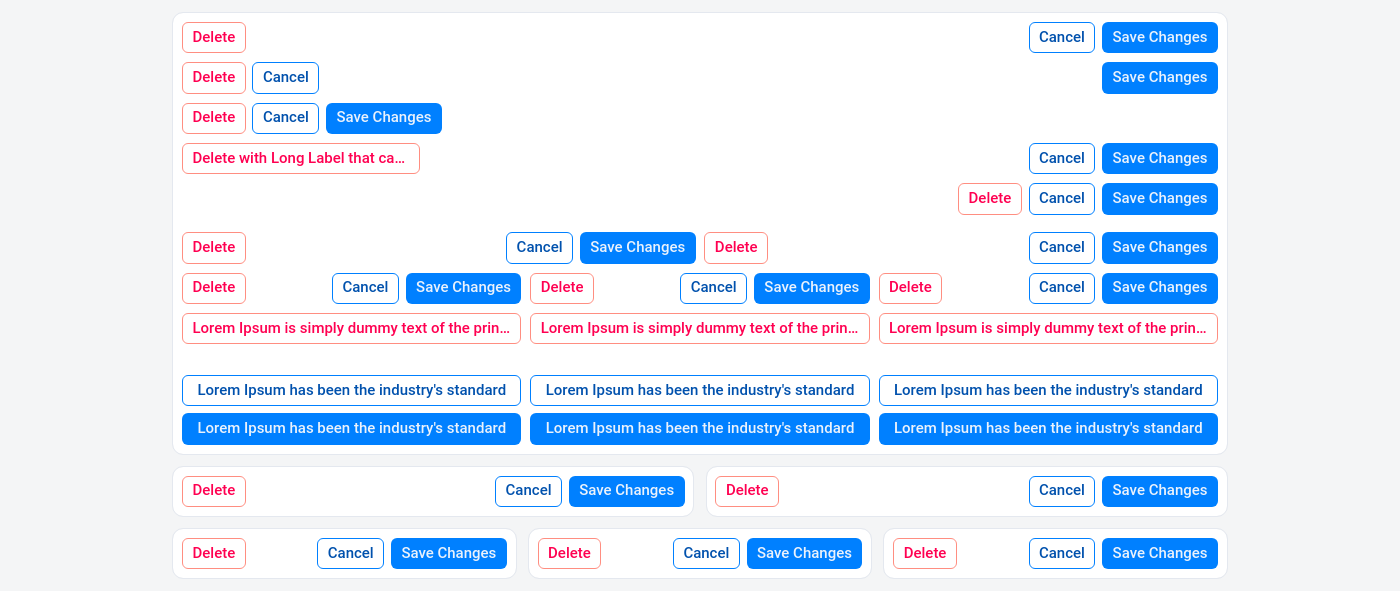 Delete Cancel Save Changes
Delete Cancel Save Changes
Delete Cancel Save Changes
Delete with Long Label that ca... Cancel Save Changes
Delete Cancel Save Changes
Delete Cancel Save Changes Delete Cancel Save Changes
Delete Cancel Save Changes Delete Cancel Save Changes Delete Cancel Save Changes
Lorem Ipsum is simply dummy text of the prin... Lorem Ipsum is simply dummy text of the prin... Lorem Ipsum is simply dummy text of the prin...
Lorem Ipsum has been the industry's standard Lorem Ipsum has been the industry's standard Lorem Ipsum has been the industry's standard
Lorem Ipsum has been the industry's standard Lorem Ipsum has been the industry's standard Lorem Ipsum has been the industry's standard
Delete Cancel Save Changes Delete Cancel Save Changes
Delete Cancel Save Changes Delete Cancel Save Changes Delete Cancel Save Changes